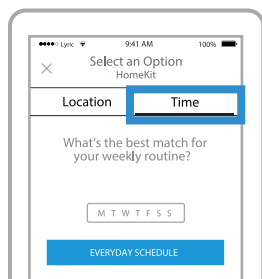 Lyric 9:41 AM 100%
Select an Option
HomeKit
Location Time
What's the best match for
your weekly routine?
M T W T F S S
EVERYDAY SCHEDULE